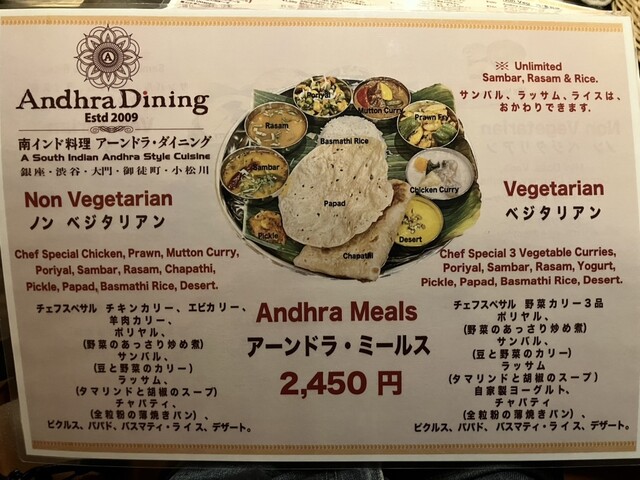 Andhra Dining
Estd 2009
南インド料理 アーンドラ・ダイニング
A South Indian Andhra Style Cuisine
銀座・渋谷・大門・御徒町・小松川
※ Unlimited
Sambar, Rasam & Rice.
サンバル、ラッサム、ライスは、
おかわりできます。
Poriyal
Mutton Curry
Rasam
Prawn Fry
Basmathi Rice
Sambar
Chicken Curry
Papad
Pickle
Desert
Chapathi
Non Vegetarian
ノン ベジタリアン
Chef Special Chicken, Prawn, Mutton Curry,
Poriyal, Sambar, Rasam, Chapathi,
Pickle, Papad, Basmathi Rice, Desert.
チェフスペサル チキンカリー、エビカリー、
羊肉カリー、
ポリヤル、
(野菜のあっさり炒め煮)
サンバル、
(豆と野菜のカリー)
ラッサム、
(タマリンドと胡椒のスープ)
チャパティ、
(全粒粉の薄焼きパン) 、
ピクルス、パパド、バスマティ・ライス、デザート。
Andhra Meals
アーンドラ・ミールス
2,450 円
Vegetarian
ベジタリアン
Chef Special 3 Vegetable Curries,
Poriyal, Sambar, Rasam, Yogurt,
Pickle, Papad, Basmathi Rice, Desert.
チェフスペサル 野菜カリー３品
ポリヤル、
(野菜のあっさり炒め煮)
サンバル、
(豆と野菜のカリー)
ラッサム
(タマリンドと胡椒のスープ )
自家製ヨーグルト、
チャパティ
(全粒粉の薄焼きパン) 、
ピクルス、パパド、バスマティ・ライス、デザート。